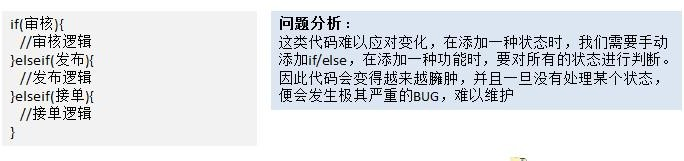 if(审核){
//审核逻辑
}elseif(发布){
//发布逻辑
}elseif(接单){
//接单逻辑
}
问题分析：
这类代码难以应对变化，在添加一种状态时，我们需要手动
添加if/else，在添加一种功能时，要对所有的状态进行判断。
因此代码会变得越来越臃肿，并且一旦没有处理某个状态，
便会发生极其严重的BUG，难以维护